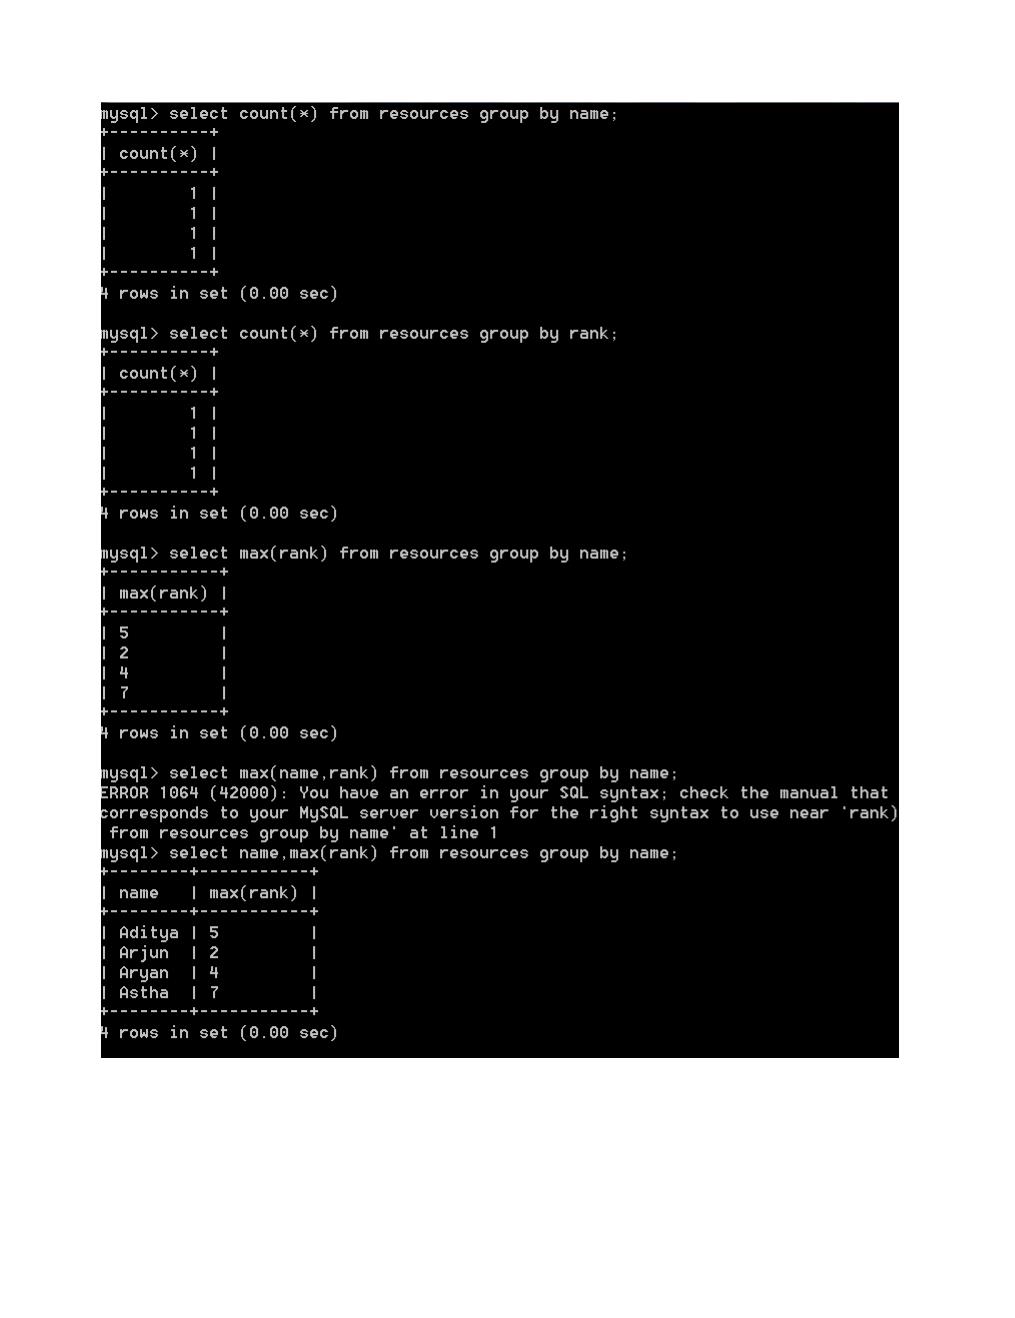 mysql> select count(*) from resources group by name;
+----------+
| count(*) |
+----------+
|        1 |
|        1 |
|        1 |
|        1 |
+----------+
4 rows in set (0.00 sec)
mysql> select count(*) from resources group by rank;
+----------+
| count(*) |
+----------+
|        1 |
|        1 |
|        1 |
|        1 |
+----------+
4 rows in set (0.00 sec)
mysql> select max(rank) from resources group by name;
+-----------+
| max(rank) |
+-----------+
| 5         |
| 2         |
| 4         |
| 7         |
+-----------+
4 rows in set (0.00 sec)
mysql> select max(name,rank) from resources group by name;
ERROR 1064 (42000): You have an error in your SQL syntax; check the manual that
corresponds to your MySQL server version for the right syntax to use near 'rank)
 from resources group by name' at line 1
mysql> select name,max(rank) from resources group by name;
+--------+-----------+
| name   | max(rank) |
+--------+-----------+
| Aditya | 5         |
| Arjun  | 2         |
| Aryan  | 4         |
| Astha  | 7         |
+--------+-----------+
4 rows in set (0.00 sec)